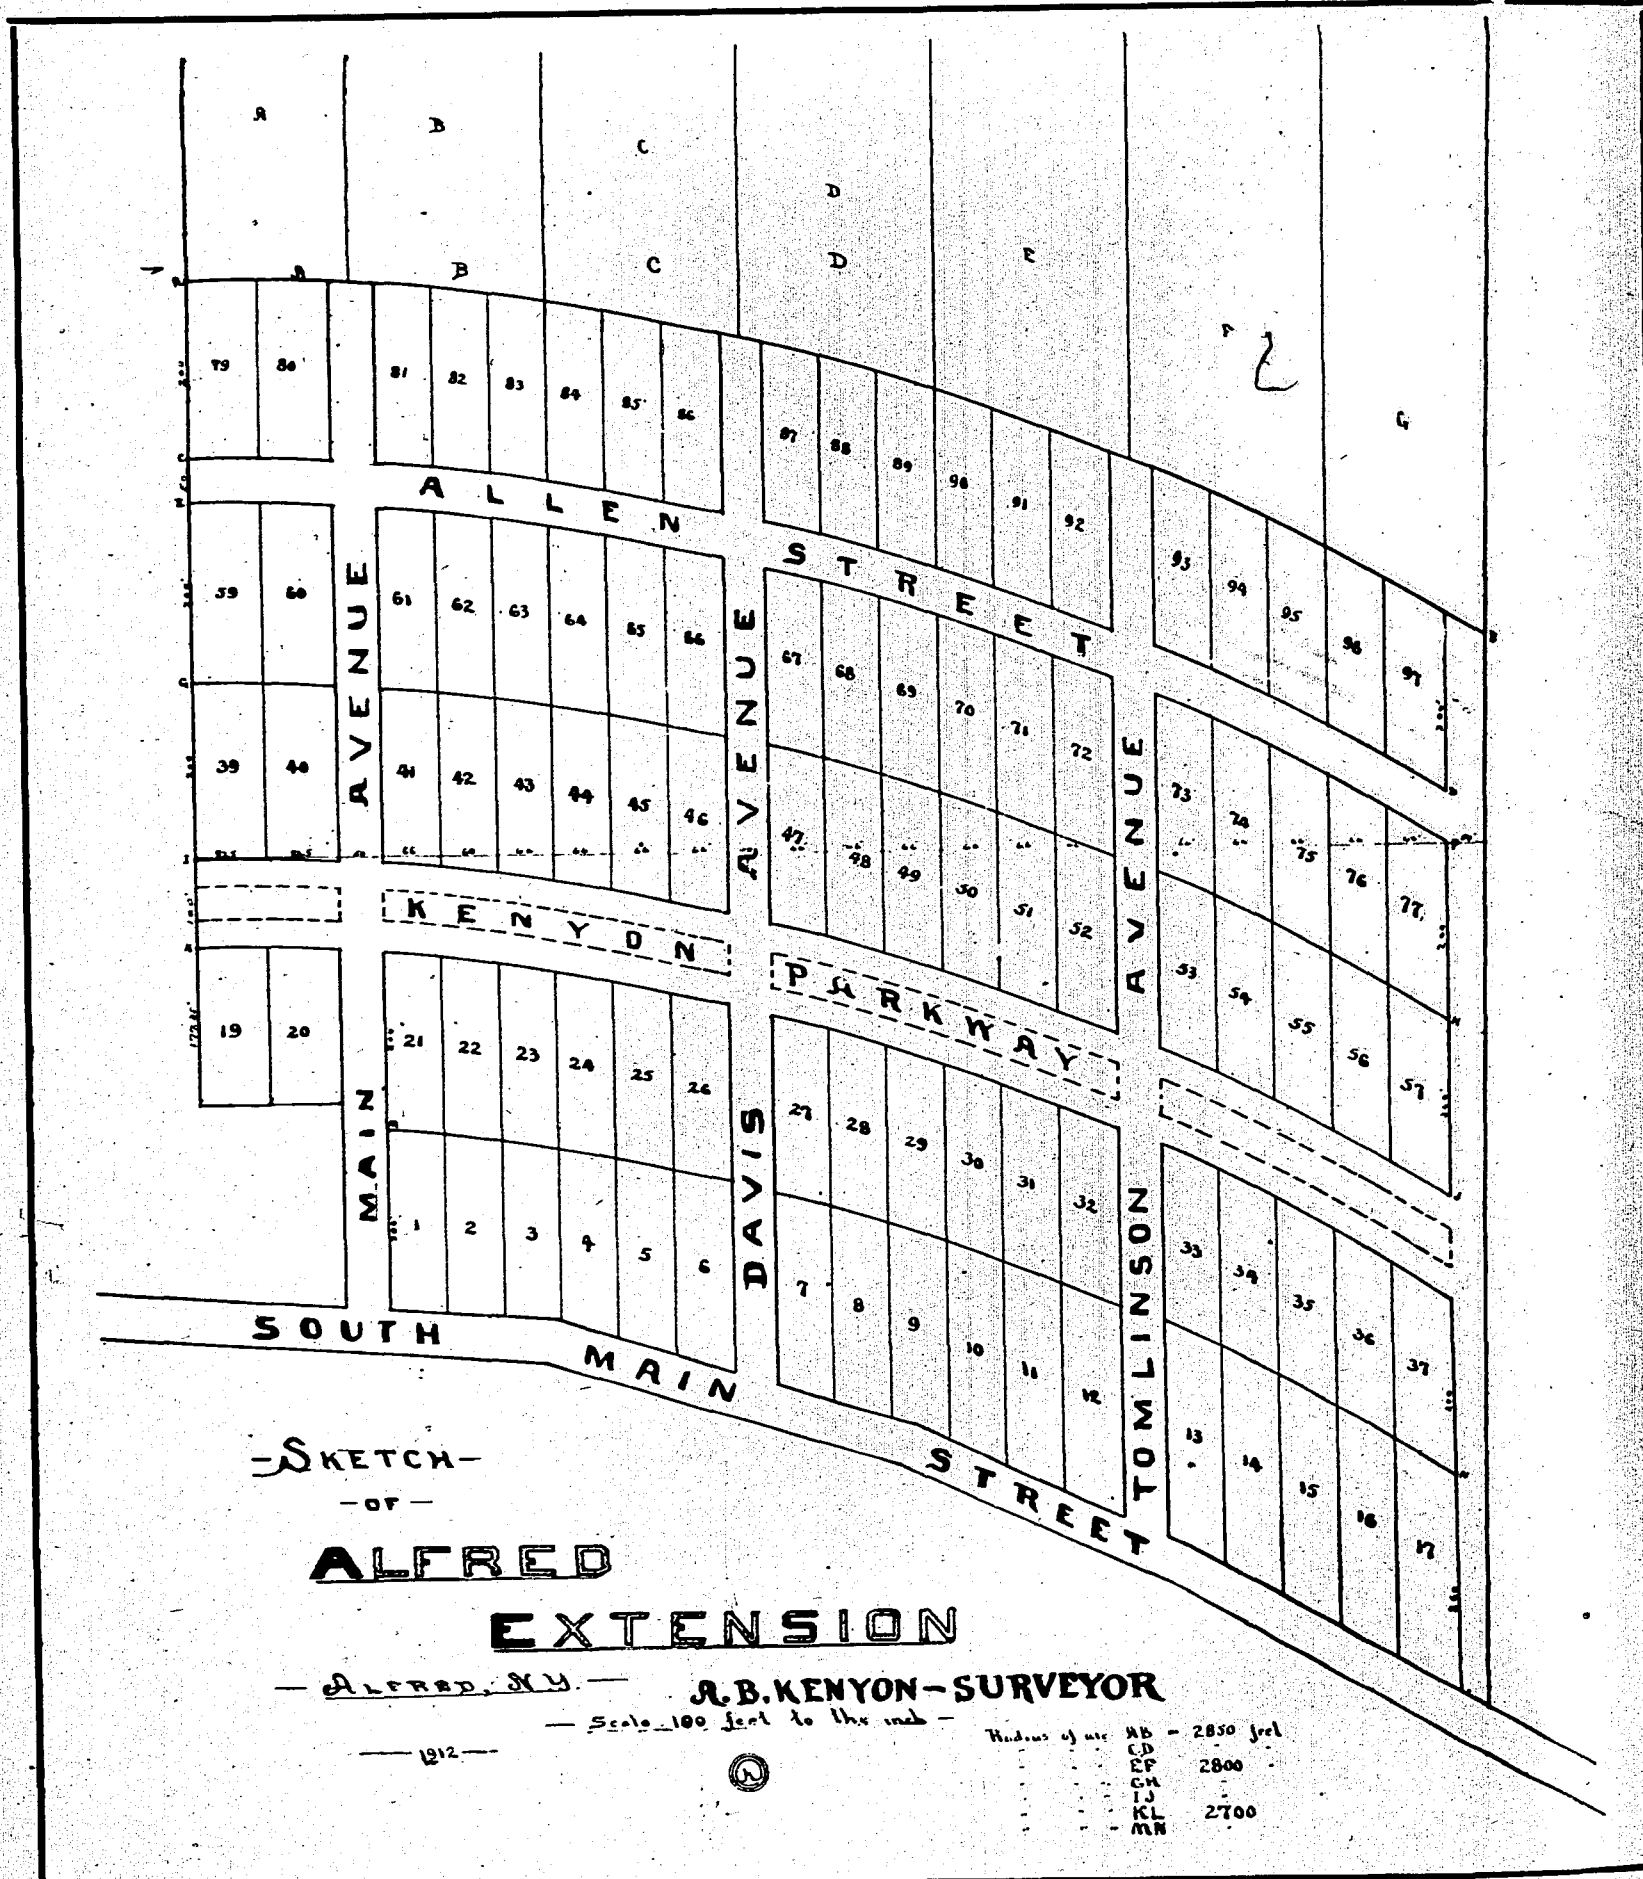 A B C D E F G
A B C D
79 80 81 82 83 84 85 86 87 88 89 90 91 92 93 94 95 96 97
ALLEN STREET
59 60 61 62 63 64 65 66 67 68 69 70 71 72 73 74 75 76 77
39 40 41 42 43 44 45 46 47 48 49 50 51 52 53 54 55 56 57
KENYON PARKWAY
19 20 21 22 23 24 25 26 27 28 29 30 31 32 33 34 35 36 37
1 2 3 4 5 6 7 8 9 10 11 12 13 14 15 16 17
MAIN AVENUE
DAVIS AVENUE
TOMLINSON AVENUE
SOUTH MAIN STREET
-SKETCH-
-OF-
ALFRED
EXTENSION
- ALFRED, N.Y. -
A.B. KENYON - SURVEYOR
- Scale 100 feet to the inch -
- 1912 -
Radius of arc AB - 2850 feet
CD
EF 2800
GH
IJ
KL 2700
MN